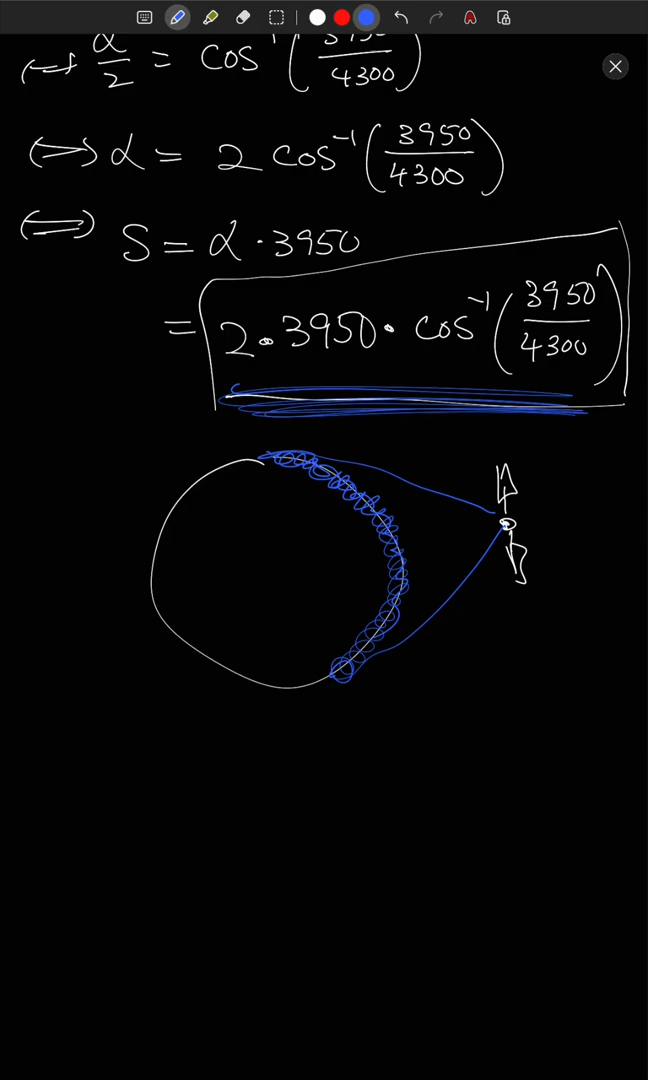 ⟺ α/2 = cos⁻¹(3950/4300)
⟺ α = 2 cos⁻¹(3950/4300)
⟺ S = α · 3950
= 2 · 3950 · cos⁻¹(3950/4300)